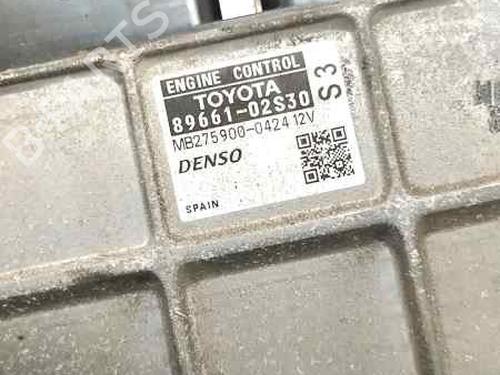 ENGINE CONTROL
TOYOTA
89661-02S30
S3
MB275900-0424 12V
DENSO
SPAIN